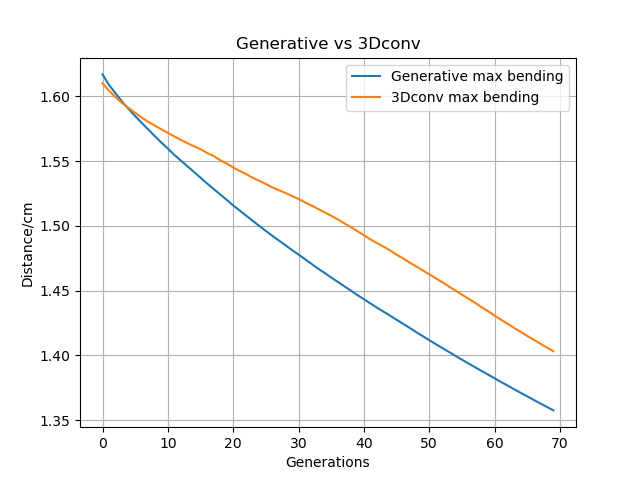 Generative vs 3Dconv
Generative max bending
3Dconv max bending
Distance/cm
1.60
1.55
1.50
1.45
1.40
1.35
0 10 20 30 40 50 60 70
Generations